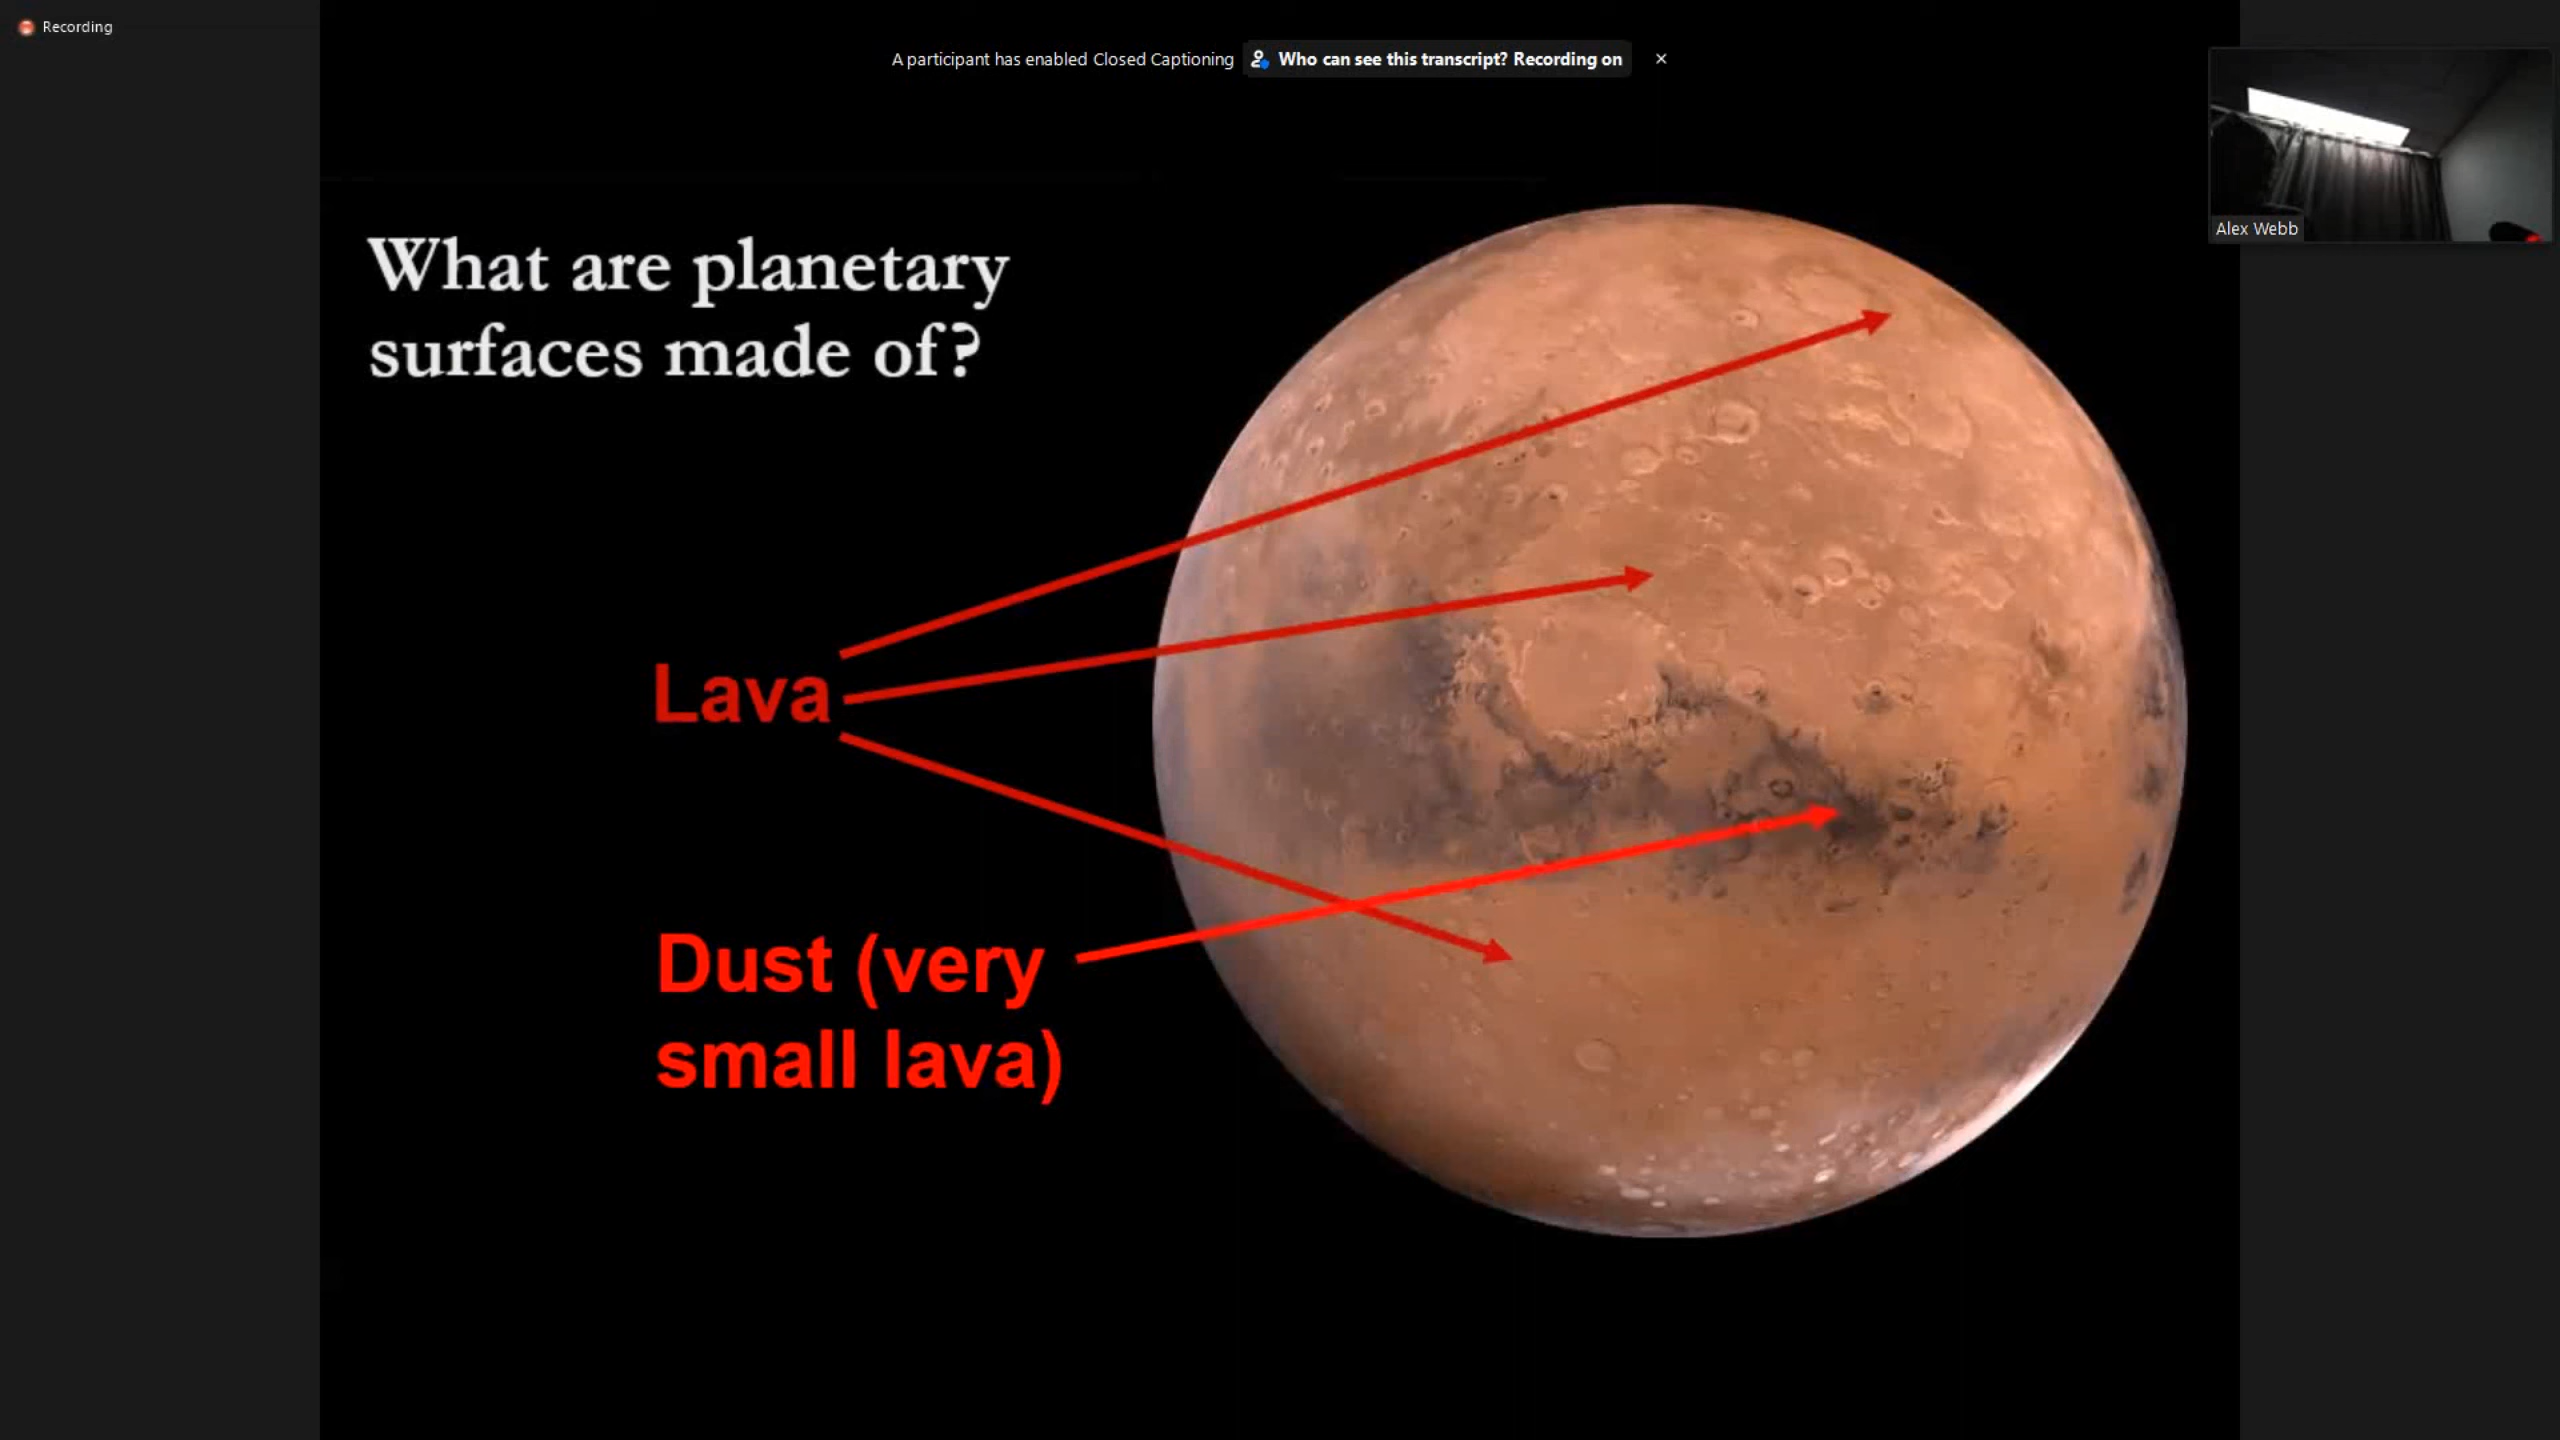 Recording
A participant has enabled Closed Captioning Who can see this transcript? Recording on
Alex Webb
What are planetary
surfaces made of?
Lava
Dust (very
small lava)